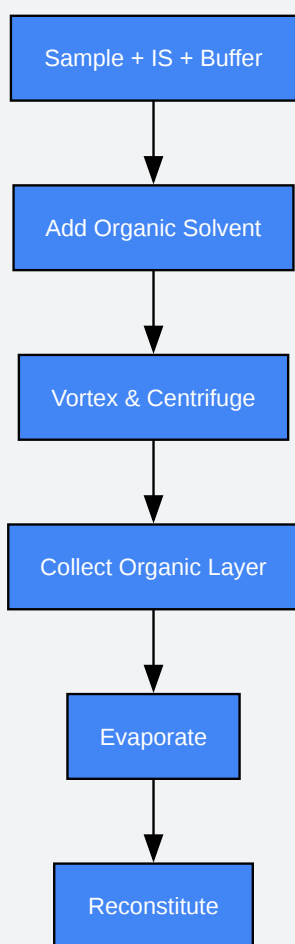 Sample + IS + Buffer
Add Organic Solvent
Vortex & Centrifuge
Collect Organic Layer
Evaporate
Reconstitute